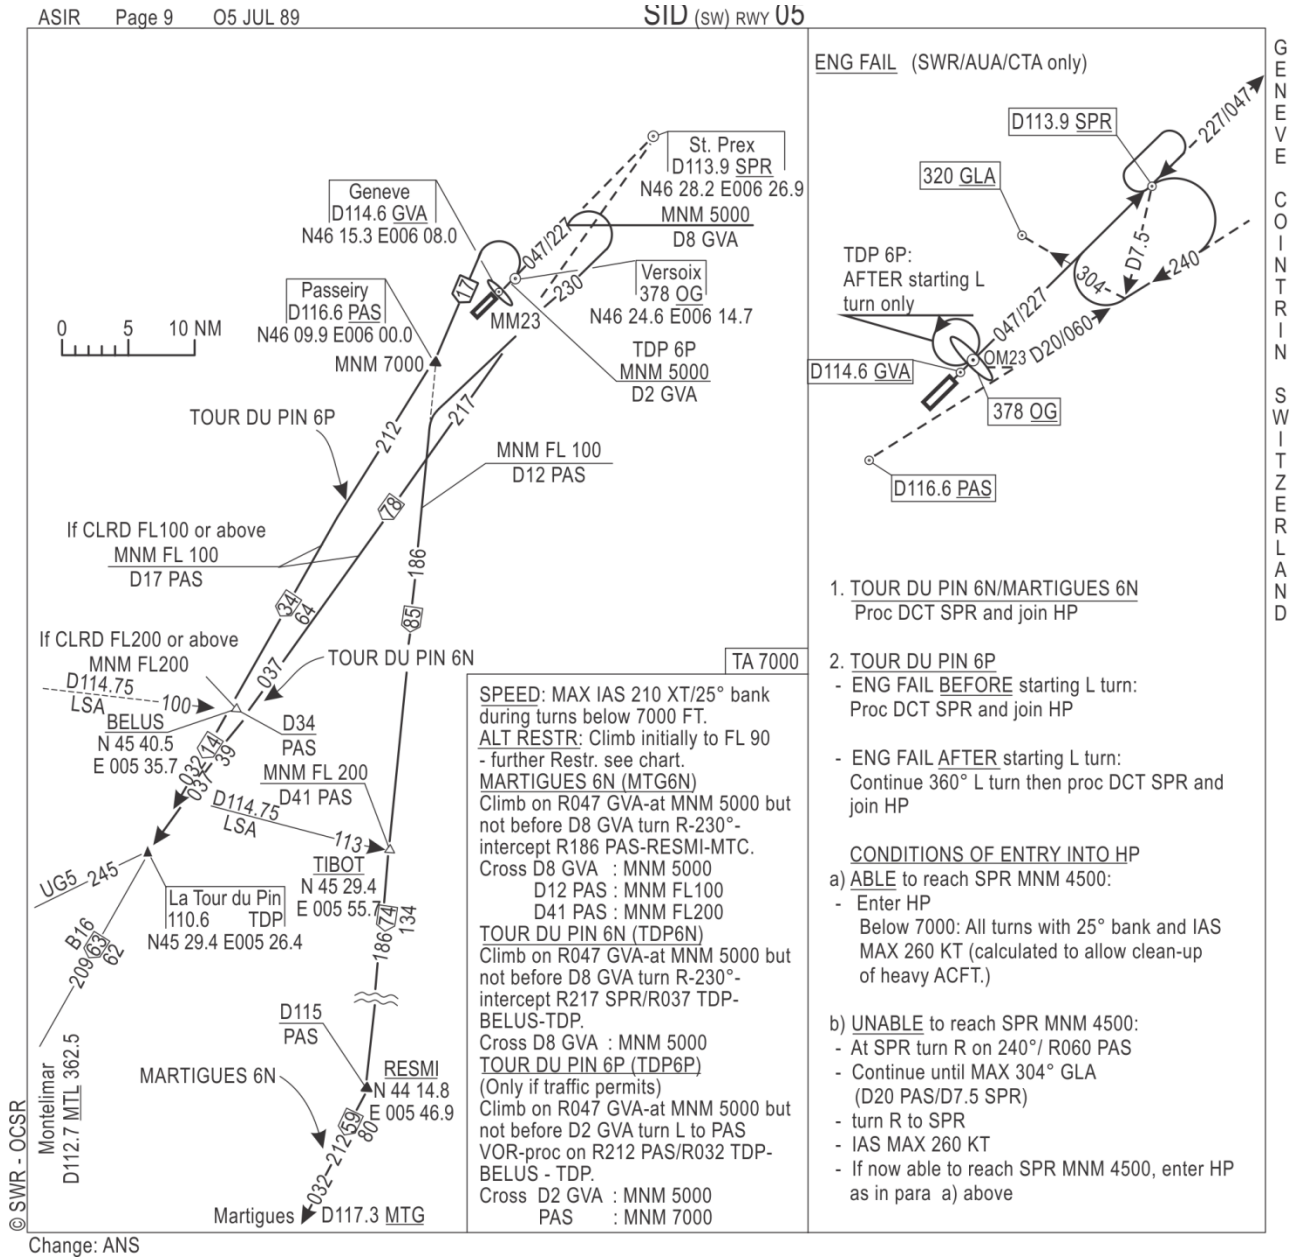 ASIR Page 9 O5 JUL 89
SID (SW) RWY 05
GENEVE COINTRIN SWITZERLAND
St. Prex
D113.9 SPR
N46 28.2 E006 26.9
Geneve
D114.6 GVA
N46 15.3 E006 08.0
MNM 5000
D8 GVA
047/227
17
230
Versoix
378 OG
N46 24.6 E006 14.7
Passeiry
D116.6 PAS
N46 09.9 E006 00.0
MM23
0 5 10 NM
MNM 7000
TDP 6P
MNM 5000
D2 GVA
TOUR DU PIN 6P
212
217
MNM FL 100
D12 PAS
78
If CLRD FL100 or above
MNM FL 100
D17 PAS
186
34
64
85
If CLRD FL200 or above
MNM FL200
037
TOUR DU PIN 6N
D114.75
LSA
100
BELUS
N 45 40.5
E 005 35.7
D34
PAS
14
39
032
037
MNM FL 200
D41 PAS
D114.75
LSA
113
TIBOT
N 45 29.4
E 005 55.7
UG5
245
La Tour du Pin
110.6 TDP
N45 29.4 E005 26.4
74
134
186
B16
63
62
209
D115
PAS
Montelimar
D112.7 MTL 362.5
MARTIGUES 6N
RESMI
N 44 14.8
E 005 46.9
59
80
212
032
Martigues
D117.3 MTG
TA 7000
SPEED: MAX IAS 210 XT/25° bank
during turns below 7000 FT.
ALT RESTR: Climb initially to FL 90
- further Restr. see chart.
MARTIGUES 6N (MTG6N)
Climb on R047 GVA-at MNM 5000 but
not before D8 GVA turn R-230°-
intercept R186 PAS-RESMI-MTC.
Cross D8 GVA : MNM 5000
D12 PAS : MNM FL100
D41 PAS : MNM FL200
TOUR DU PIN 6N (TDP6N)
Climb on R047 GVA-at MNM 5000 but
not before D8 GVA turn R-230°-
intercept R217 SPR/R037 TDP-
BELUS-TDP.
Cross D8 GVA : MNM 5000
TOUR DU PIN 6P (TDP6P)
(Only if traffic permits)
Climb on R047 GVA-at MNM 5000 but
not before D2 GVA turn L to PAS
VOR-proc on R212 PAS/R032 TDP-
BELUS - TDP.
Cross D2 GVA : MNM 5000
PAS : MNM 7000
ENG FAIL (SWR/AUA/CTA only)
D113.9 SPR
227/047
320 GLA
D7.5
240
TDP 6P:
AFTER starting L
turn only
304
047/227
D20/060
OM23
D114.6 GVA
378 OG
D116.6 PAS
1. TOUR DU PIN 6N/MARTIGUES 6N
Proc DCT SPR and join HP
2. TOUR DU PIN 6P
- ENG FAIL BEFORE starting L turn:
Proc DCT SPR and join HP
- ENG FAIL AFTER starting L turn:
Continue 360° L turn then proc DCT SPR and
join HP
CONDITIONS OF ENTRY INTO HP
a) ABLE to reach SPR MNM 4500:
- Enter HP
Below 7000: All turns with 25° bank and IAS
MAX 260 KT (calculated to allow clean-up
of heavy ACFT.)
b) UNABLE to reach SPR MNM 4500:
- At SPR turn R on 240°/ R060 PAS
- Continue until MAX 304° GLA
(D20 PAS/D7.5 SPR)
- turn R to SPR
- IAS MAX 260 KT
- If now able to reach SPR MNM 4500, enter HP
as in para a) above
© SWR - OCSR
Change: ANS